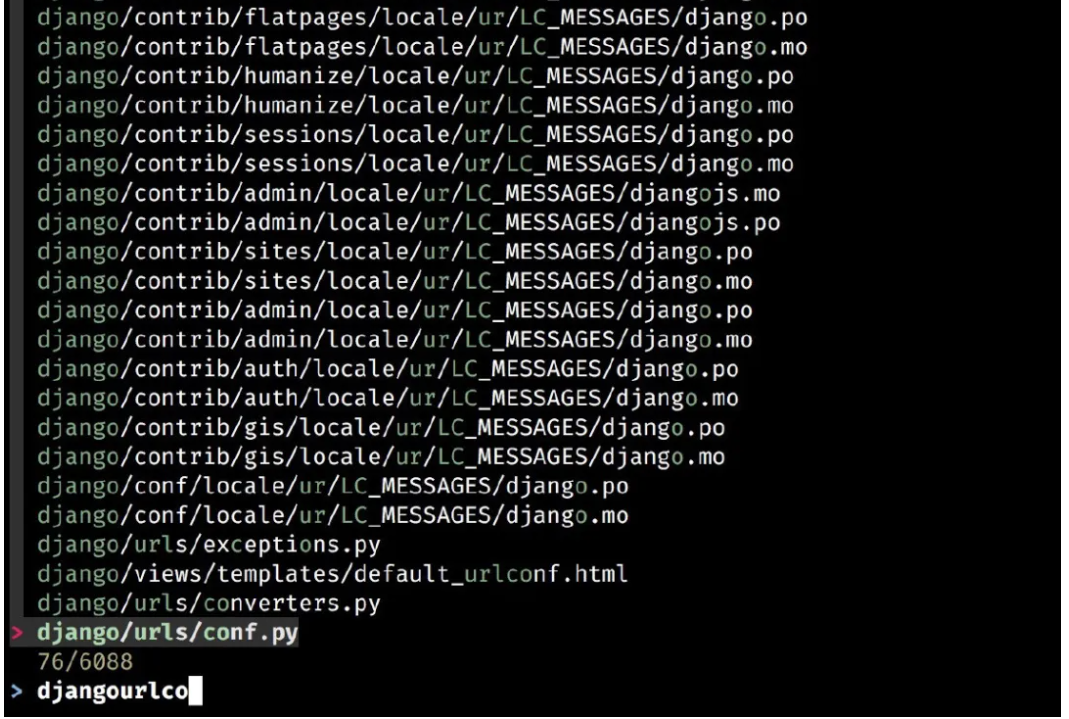 django/contrib/flatpages/locale/ur/LC_MESSAGES/django.po
django/contrib/flatpages/locale/ur/LC_MESSAGES/django.mo
django/contrib/humanize/locale/ur/LC_MESSAGES/django.po
django/contrib/humanize/locale/ur/LC_MESSAGES/django.mo
django/contrib/sessions/locale/ur/LC_MESSAGES/django.po
django/contrib/sessions/locale/ur/LC_MESSAGES/django.mo
django/contrib/admin/locale/ur/LC_MESSAGES/djangojs.mo
django/contrib/admin/locale/ur/LC_MESSAGES/djangojs.po
django/contrib/sites/locale/ur/LC_MESSAGES/django.po
django/contrib/sites/locale/ur/LC_MESSAGES/django.mo
django/contrib/admin/locale/ur/LC_MESSAGES/django.po
django/contrib/admin/locale/ur/LC_MESSAGES/django.mo
django/contrib/auth/locale/ur/LC_MESSAGES/django.po
django/contrib/auth/locale/ur/LC_MESSAGES/django.mo
django/contrib/gis/locale/ur/LC_MESSAGES/django.po
django/contrib/gis/locale/ur/LC_MESSAGES/django.mo
django/conf/locale/ur/LC_MESSAGES/django.po
django/conf/locale/ur/LC_MESSAGES/django.mo
django/urls/exceptions.py
django/views/templates/default_urlconf.html
django/urls/converters.py
> django/urls/conf.py
76/6088
> djangourlco